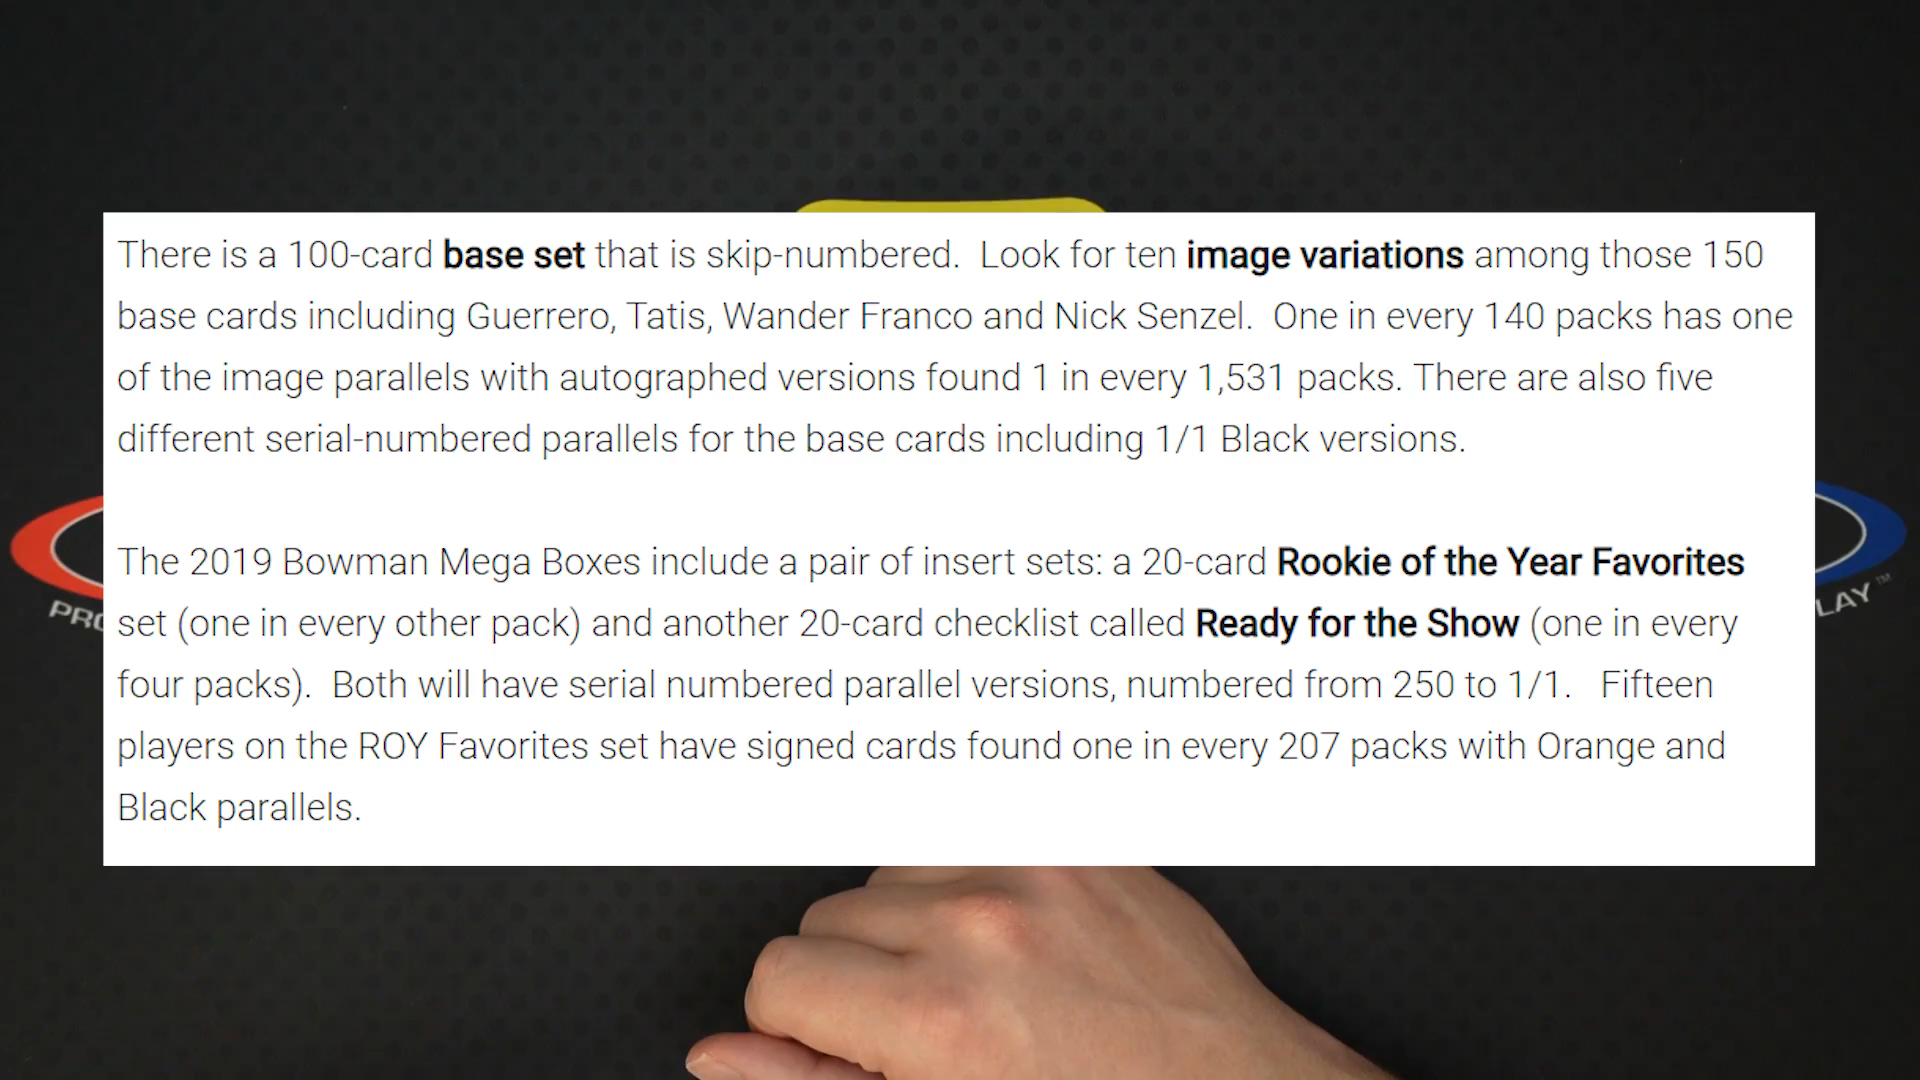 There is a 100-card base set that is skip-numbered. Look for ten image variations among those 150
base cards including Guerrero, Tatis, Wander Franco and Nick Senzel. One in every 140 packs has one
of the image parallels with autographed versions found 1 in every 1,531 packs. There are also five
different serial-numbered parallels for the base cards including 1/1 Black versions.
The 2019 Bowman Mega Boxes include a pair of insert sets: a 20-card Rookie of the Year Favorites
set (one in every other pack) and another 20-card checklist called Ready for the Show (one in every
four packs). Both will have serial numbered parallel versions, numbered from 250 to 1/1. Fifteen
players on the ROY Favorites set have signed cards found one in every 207 packs with Orange and
Black parallels.
PRO
LAY™